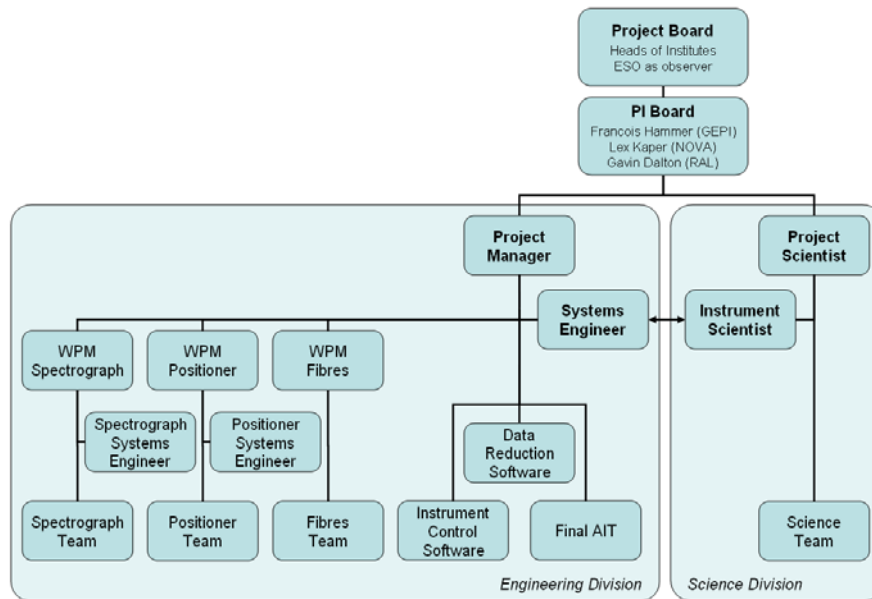 Project Board
Heads of Institutes
ESO as observer
PI Board
Francois Hammer (GEPI)
Lex Kaper (NOVA)
Gavin Dalton (RAL)
Project
Manager
Project
Scientist
Systems
Engineer
Instrument
Scientist
WPM
Spectrograph
WPM
Positioner
WPM
Fibres
Spectrograph
Systems
Engineer
Positioner
Systems
Engineer
Data
Reduction
Software
Spectrograph
Team
Positioner
Team
Fibres
Team
Instrument
Control
Software
Final AIT
Science
Team
Engineering Division
Science Division